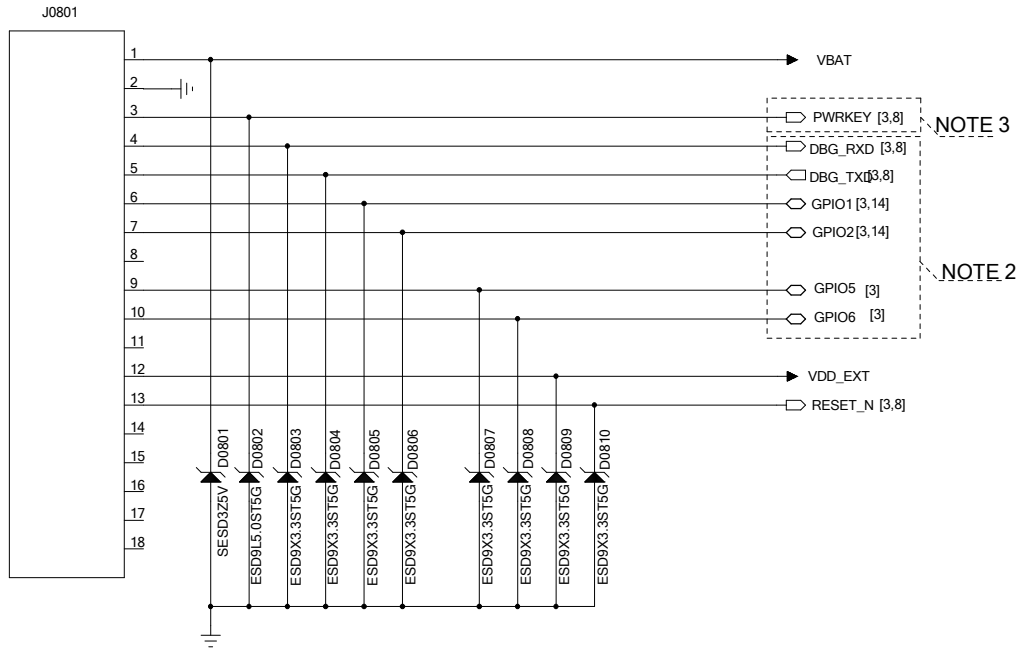 J0801
1
VBAT
2
3
PWRKEY [3,8]
NOTE 3
4
DBG_RXD [3,8]
5
DBG_TXD[3,8]
6
GPIO1 [3,14]
7
GPIO2 [3,14]
8
NOTE 2
9
GPIO5 [3]
10
GPIO6 [3]
11
12
VDD_EXT
13
RESET_N [3,8]
14
15
16
17
18
D0801
SESD3Z5V
D0802
ESD9L5.0ST5G
D0803
ESD9X3.3ST5G
D0804
ESD9X3.3ST5G
D0805
ESD9X3.3ST5G
D0806
ESD9X3.3ST5G
D0807
ESD9X3.3ST5G
D0808
ESD9X3.3ST5G
D0809
ESD9X3.3ST5G
D0810
ESD9X3.3ST5G